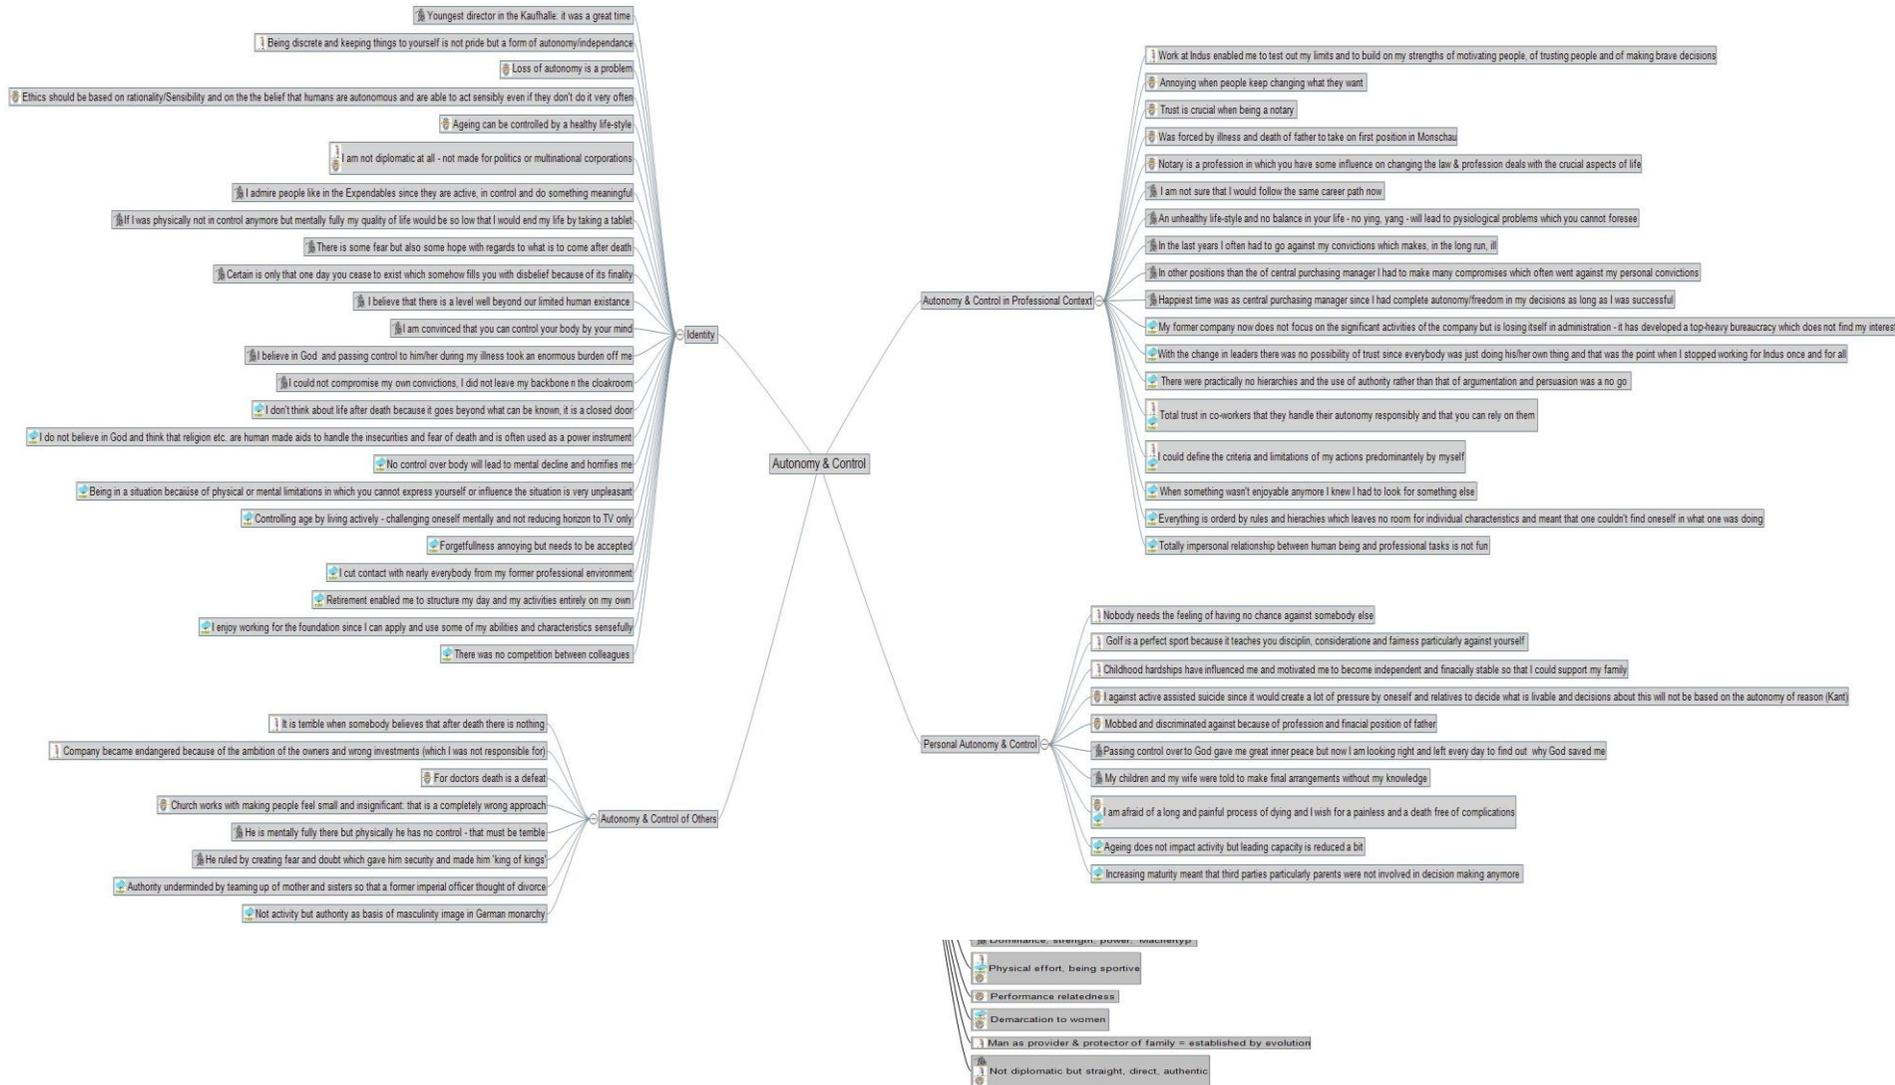 Youngest director in the Kaufhalle: it was a great time
Being discrete and keeping things to yourself is not pride but a form of autonomy/independance
Loss of autonomy is a problem
Ethics should be based on rationality/Sensibility and on the the belief that humans are autonomous and are able to act sensibly even if they don't do it very often
Ageing can be controlled by a healthy life-style
I am not diplomatic at all - not made for politics or multinational corporations
I admire people like in the Expendables since they are active, in control and do something meaningful
If I was physically not in control anymore but mentally fully my quality of life would be so low that I would end my life by taking a tablet
There is some fear but also some hope with regards to what is to come after death
Certain is only that one day you cease to exist which somehow fills you with disbelief because of its finality
I believe that there is a level well beyond our limited human existance
I am convinced that you can control your body by your mind
I believe in God and passing control to him/her during my illness took an enormous burden off me
I could not compromise my own convictions, I did not leave my backbone n the cloakroom
I don't think about life after death because it goes beyond what can be known, it is a closed door
I do not believe in God and think that religion etc. are human made aids to handle the insecurities and fear of death and is often used as a power instrument
No control over body will lead to mental decline and horrifies me
Being in a situation because of physical or mental limitations in which you cannot express yourself or influence the situation is very unpleasant
Controlling age by living actively - challenging oneself mentally and not reducing horizon to TV only
Forgetfullness annoying but needs to be accepted
I cut contact with nearly everybody from my former professional environment
Retirement enabled me to structure my day and my activities entirely on my own
I enjoy working for the foundation since I can apply and use some of my abilities and characteristics sensefully
There was no competition between colleagues
Identity
It is terrible when somebody believes that after death there is nothing
Company became endangered because of the ambition of the owners and wrong investments (which I was not responsible for)
For doctors death is a defeat
Church works with making people feel small and insignificant: that is a completely wrong approach
He is mentally fully there but physically he has no control - that must be terrible
He ruled by creating fear and doubt which gave him security and made him 'king of kings'
Authority underminded by teaming up of mother and sisters so that a former imperial officer thought of divorce
Not activity but authority as basis of masculinity image in German monarchy
Autonomy & Control of Others
Autonomy & Control
Autonomy & Control in Professional Context
Work at Indus enabled me to test out my limits and to build on my strengths of motivating people, of trusting people and of making brave decisions
Annoying when people keep changing what they want
Trust is crucial when being a notary
Was forced by illness and death of father to take on first position in Monschau
Notary is a profession in which you have some influence on changing the law & profession deals with the crucial aspects of life
I am not sure that I would follow the same career path now
An unhealthy life-style and no balance in your life - no ying, yang - will lead to pysiological problems which you cannot foresee
In the last years I often had to go against my convictions which makes, in the long run, ill
In other positions than the of central purchasing manager I had to make many compromises which often went against my personal convictions
Happiest time was as central purchasing manager since I had complete autonomy/freedom in my decisions as long as I was successful
My former company now does not focus on the significant activities of the company but is losing itself in administration - it has developed a top-heavy bureaucracy which does not find my interest
With the change in leaders there was no possibility of trust since everybody was just doing his/her own thing and that was the point when I stopped working for Indus once and for all
There were practically no hierarchies and the use of authority rather than that of argumentation and persuasion was a no go
Total trust in co-workers that they handle their autonomy responsibly and that you can rely on them
I could define the criteria and limitations of my actions predominantely by myself
When something wasn't enjoyable anymore I knew I had to look for something else
Everything is orderd by rules and hierachies which leaves no room for individual characteristics and meant that one couldn't find oneself in what one was doing
Totally impersonal relationship between human being and professional tasks is not fun
Personal Autonomy & Control
Nobody needs the feeling of having no chance against somebody else
Golf is a perfect sport because it teaches you disciplin, consideratione and fairness particularly against yourself
Childhood hardships have influenced me and motivated me to become independent and finacially stable so that I could support my family
I against active assisted suicide since it would create a lot of pressure by oneself and relatives to decide what is livable and decisions about this will not be based on the autonomy of reason (Kant)
Mobbed and discriminated against because of profession and finacial position of father
Passing control over to God gave me great inner peace but now I am looking right and left every day to find out why God saved me
My children and my wife were told to make final arrangements without my knowledge
I am afraid of a long and painful process of dying and I wish for a painless and a death free of complications
Ageing does not impact activity but leading capacity is reduced a bit
Increasing maturity meant that third parties particularly parents were not involved in decision making anymore
Dominance, strength, power, "Machertyp"
Physical effort, being sportive
Performance relatedness
Demarcation to women
Man as provider & protector of family = established by evolution
Not diplomatic but straight, direct, authentic